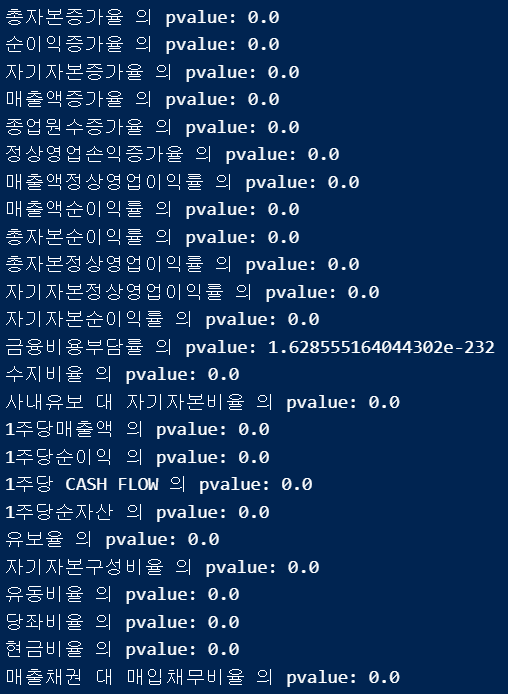 총자본증가율 의 pvalue: 0.0
순이익증가율 의 pvalue: 0.0
자기자본증가율 의 pvalue: 0.0
매출액증가율 의 pvalue: 0.0
종업원수증가율 의 pvalue: 0.0
정상영업손익증가율 의 pvalue: 0.0
매출액정상영업이익률 의 pvalue: 0.0
매출액순이익률 의 pvalue: 0.0
총자본순이익률 의 pvalue: 0.0
총자본정상영업이익률 의 pvalue: 0.0
자기자본정상영업이익률 의 pvalue: 0.0
자기자본순이익률 의 pvalue: 0.0
금융비용부담률 의 pvalue: 1.628555164044302e-232
수지비율 의 pvalue: 0.0
사내유보 대 자기자본비율 의 pvalue: 0.0
1주당매출액 의 pvalue: 0.0
1주당순이익 의 pvalue: 0.0
1주당 CASH FLOW 의 pvalue: 0.0
1주당순자산 의 pvalue: 0.0
유보율 의 pvalue: 0.0
자기자본구성비율 의 pvalue: 0.0
유동비율 의 pvalue: 0.0
당좌비율 의 pvalue: 0.0
현금비율 의 pvalue: 0.0
매출채권 대 매입채무비율 의 pvalue: 0.0